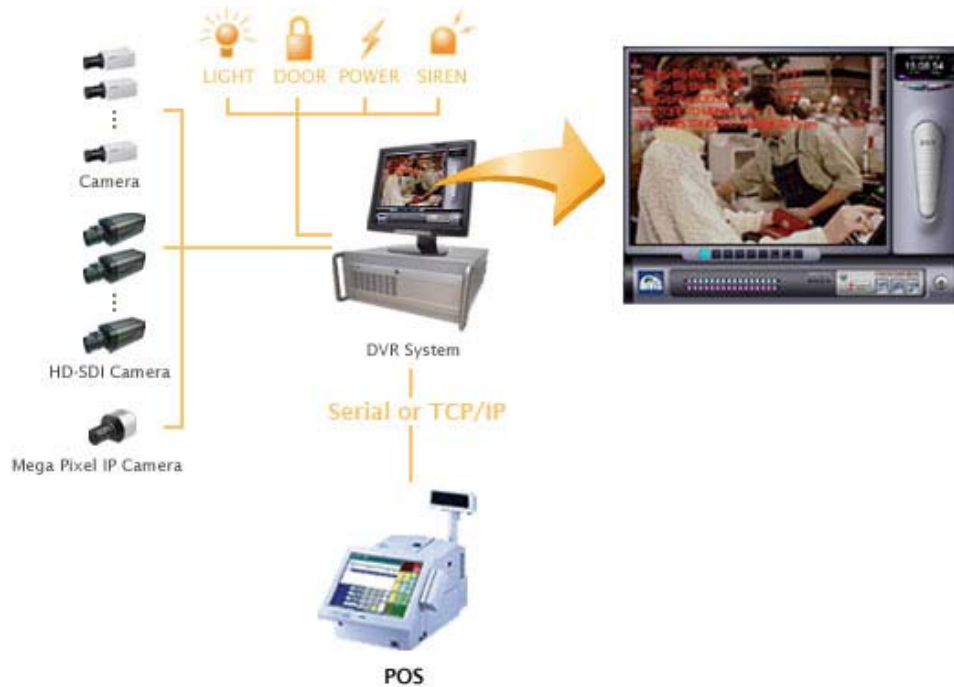 LIGHT DOOR POWER SIREN
15:08:54
Camera
DVR System
HD-SDI Camera
Serial or TCP/IP
Mega Pixel IP Camera
POS